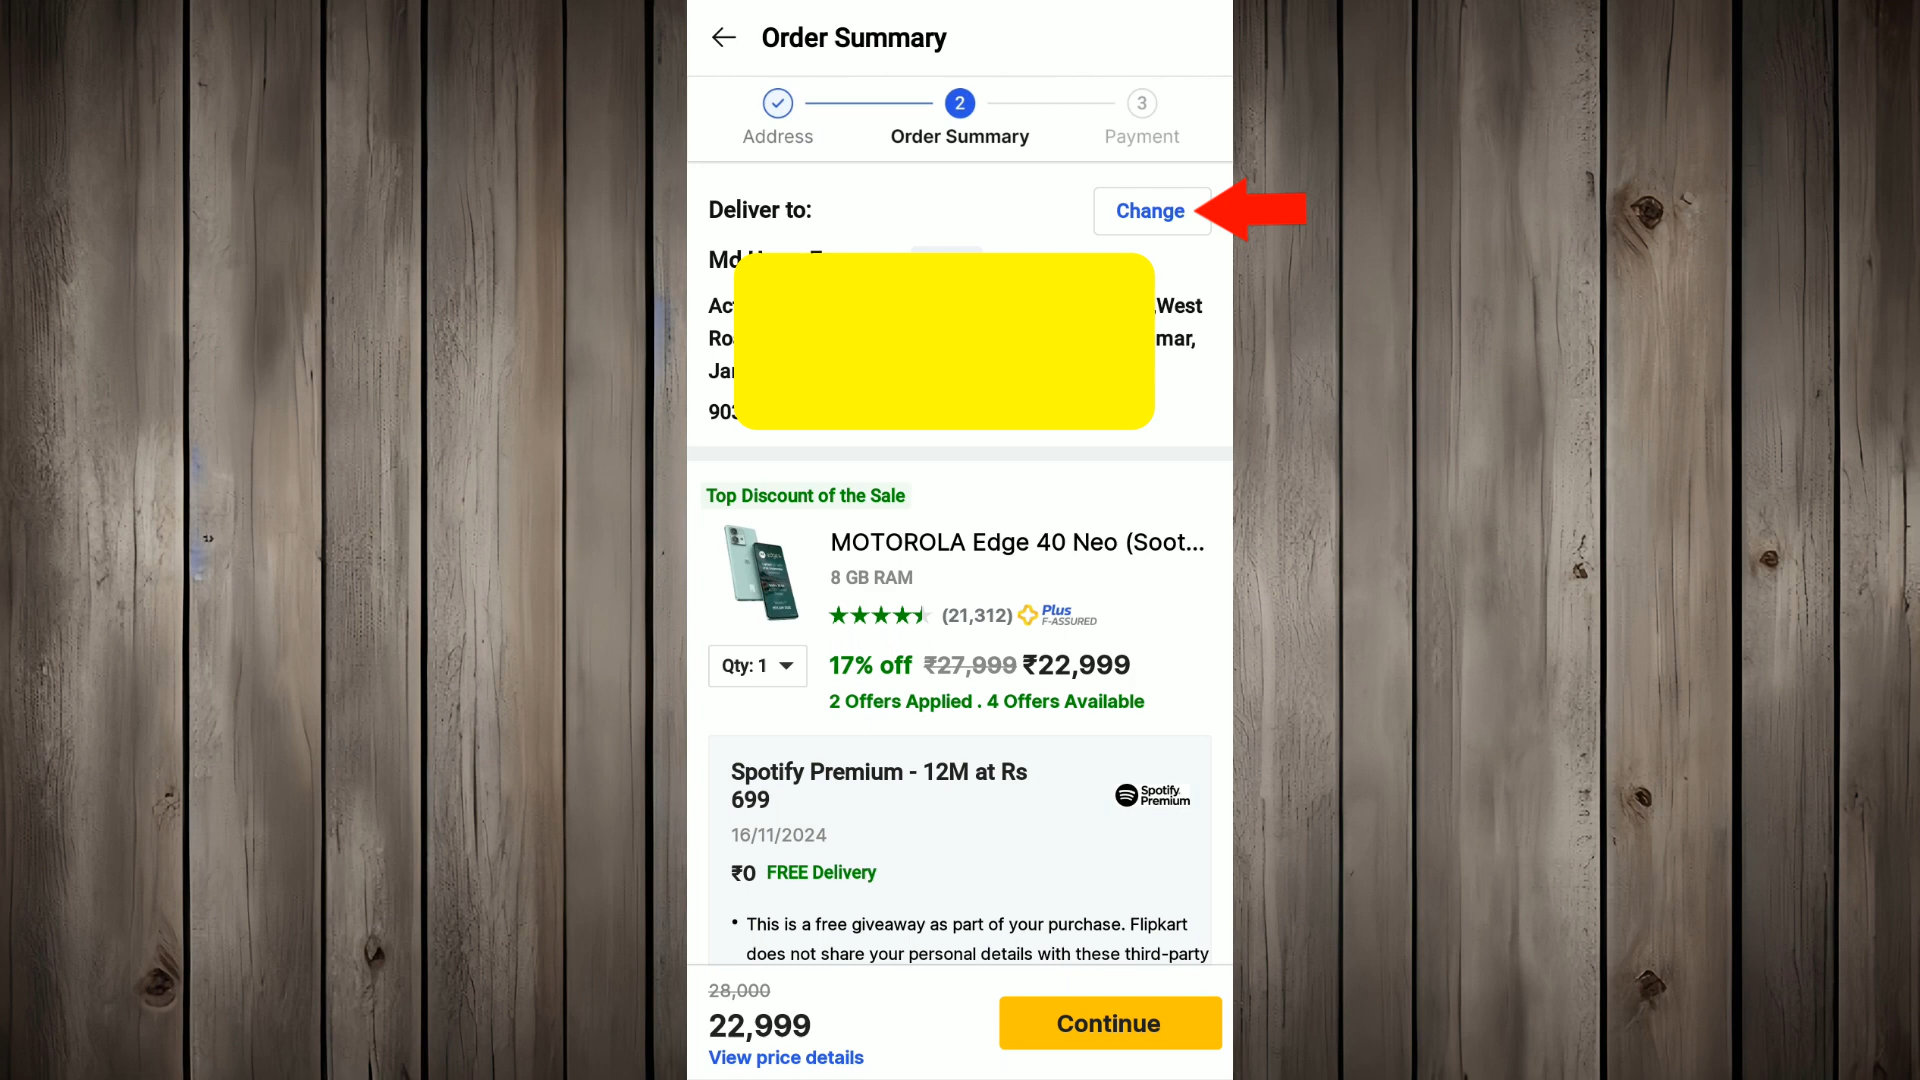 Order Summary
2
3
Address
Order Summary
Payment
Deliver to:
Change
Md
,West
mar,
Top Discount of the Sale
MOTOROLA Edge 40 Neo (Soot...
8 GB RAM
(21,312) Plus
F-ASSURED
Qty: 1
17% off ₹27,999 ₹22,999
2 Offers Applied . 4 Offers Available
Spotify Premium - 12M at Rs
699
Spotify
Premium
16/11/2024
₹0 FREE Delivery
• This is a free giveaway as part of your purchase. Flipkart
does not share your personal details with these third-party
28,000
22,999
View price details
Continue